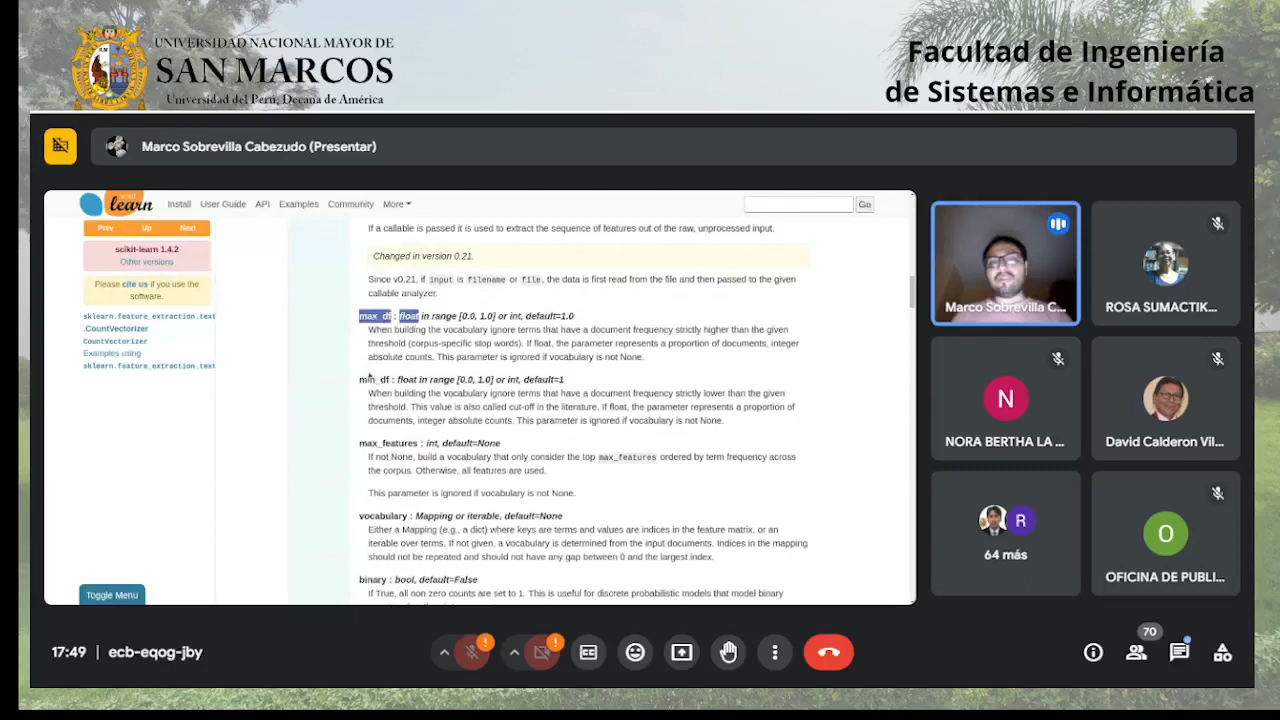 UNIVERSIDAD NACIONAL MAYOR DE
SAN MARCOS
Universidad del Perú, Decana de América
Facultad de Ingeniería
de Sistemas e Informática
Marco Sobrevilla Cabezudo (Presentar)
learn
Install User Guide API Examples Community More
Go
Prev Up Next
scikit-learn 1.4.2
Other versions
Please cite us if you use the
software.
sklearn.feature_extraction.text
.CountVectorizer
CountVectorizer
Examples using
sklearn.feature_extraction.text
Toggle Menu
If a callable is passed it is used to extract the sequence of features out of the raw, unprocessed input.
Changed in version 0.21.
Since v0.21, if input is filename or file, the data is first read from the file and then passed to the given
callable analyzer.
max_df : float in range [0.0, 1.0] or int, default=1.0
When building the vocabulary ignore terms that have a document frequency strictly higher than the given
threshold (corpus-specific stop words). If float, the parameter represents a proportion of documents, integer
absolute counts. This parameter is ignored if vocabulary is not None.
min_df : float in range [0.0, 1.0] or int, default=1
When building the vocabulary ignore terms that have a document frequency strictly lower than the given
threshold. This value is also called cut-off in the literature. If float, the parameter represents a proportion of
documents, integer absolute counts. This parameter is ignored if vocabulary is not None.
max_features : int, default=None
If not None, build a vocabulary that only consider the top max_features ordered by term frequency across
the corpus. Otherwise, all features are used.
This parameter is ignored if vocabulary is not None.
vocabulary : Mapping or iterable, default=None
Either a Mapping (e.g., a dict) where keys are terms and values are indices in the feature matrix, or an
iterable over terms. If not given, a vocabulary is determined from the input documents. Indices in the mapping
should not be repeated and should not have any gap between 0 and the largest index.
binary : bool, default=False
If True, all non zero counts are set to 1. This is useful for discrete probabilistic models that model binary
Marco Sobrevilla C...
ROSA SUMACTIK...
N
NORA BERTHA LA ...
David Calderon Vil...
R
64 más
O
OFICINA DE PUBLI...
17:49 | ecb-eqog-jby
70